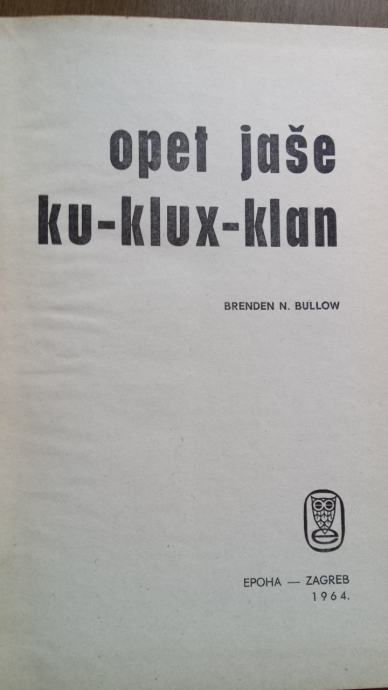 opet jaše
ku-klux-klan
BRENDEN N. BULLOW
EPOHA — ZAGREB
1964.